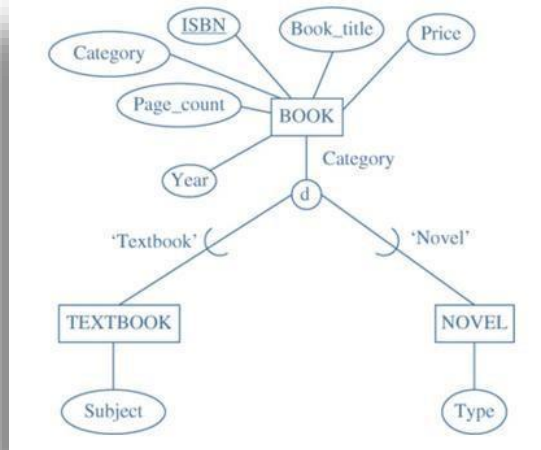 ISBN
Book_title
Price
Category
Page_count
BOOK
Category
Year
d
'Textbook'
'Novel'
TEXTBOOK
NOVEL
Subject
Type